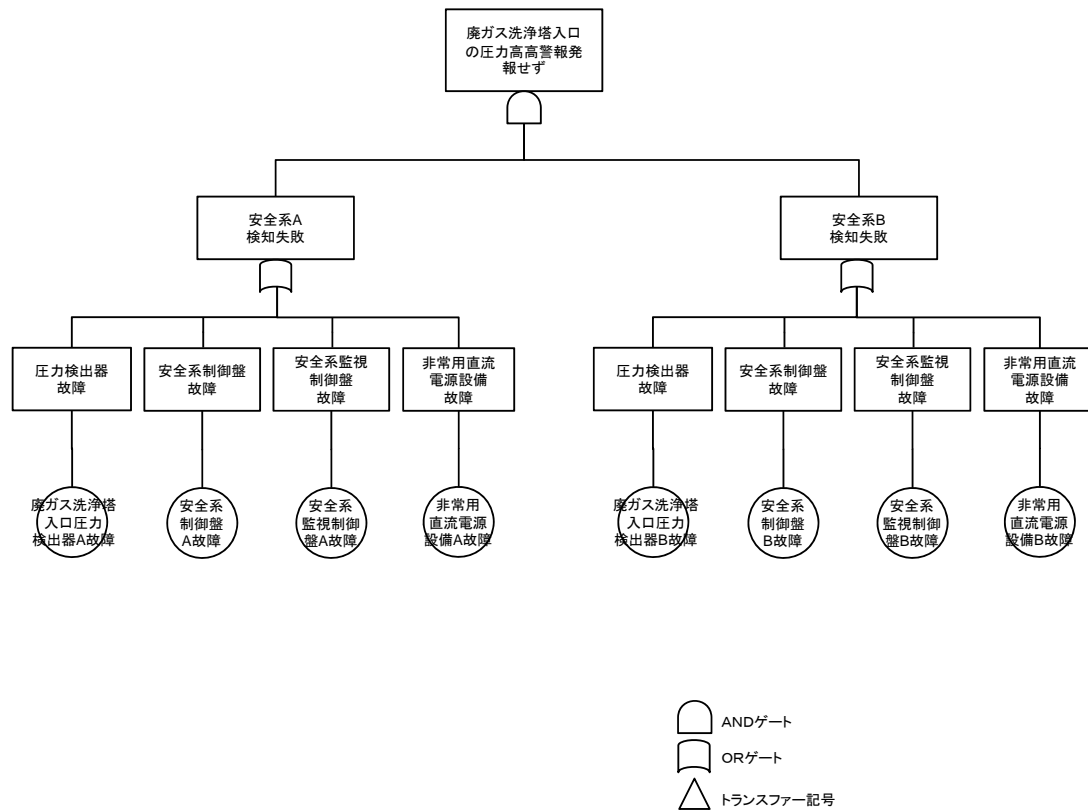 廃ガス洗浄塔入口
の圧力高高警報発
報せず
安全系A
検知失敗
安全系B
検知失敗
圧力検出器
故障
安全系制御盤
故障
安全系監視
制御盤
故障
非常用直流
電源設備
故障
圧力検出器
故障
安全系制御盤
故障
安全系監視
制御盤
故障
非常用直流
電源設備
故障
廃ガス洗浄塔
入口圧力
検出器A故障
安全系
制御盤
A故障
安全系
監視制御
盤A故障
非常用
直流電源
設備A故障
廃ガス洗浄塔
入口圧力
検出器B故障
安全系
制御盤
B故障
安全系
監視制御
盤B故障
非常用
直流電源
設備B故障
ANDゲート
ORゲート
トランスファー記号